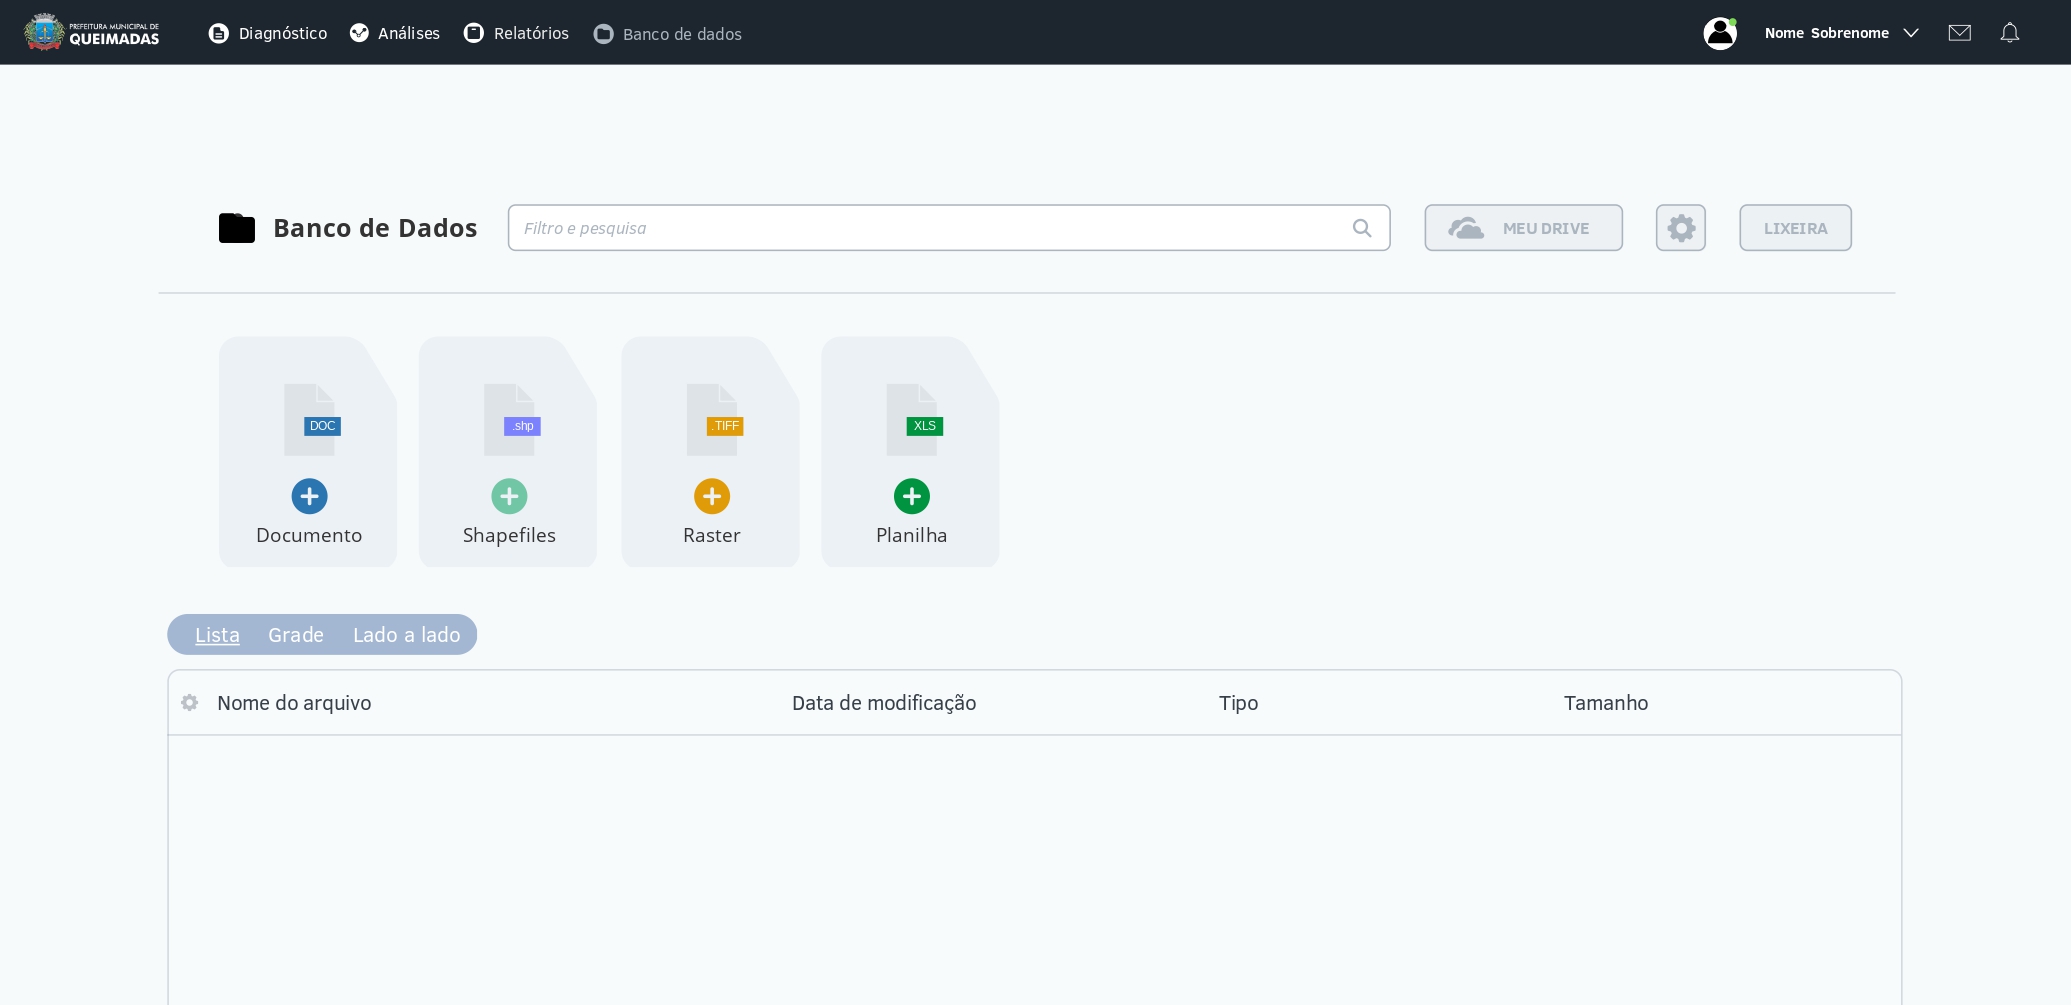 PREFEITURA MUNICIPAL DE
QUEIMADAS
Diagnóstico
Análises
Relatórios
Banco de dados
Nome Sobrenome
Banco de Dados
Filtro e pesquisa
MEU DRIVE
LIXEIRA
DOC
.shp
.TIFF
XLS
Documento
Shapefiles
Raster
Planilha
Lista
Grade
Lado a lado
Nome do arquivo
Data de modificação
Tipo
Tamanho